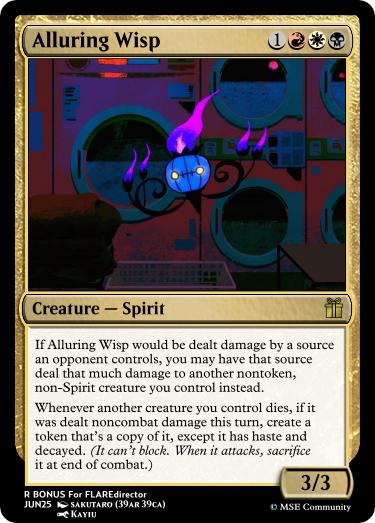 Alluring Wisp
1
Creature — Spirit
If Alluring Wisp would be dealt damage by a source
an opponent controls, you may have that source
deal that much damage to another nontoken,
non-Spirit creature you control instead.
Whenever another creature you control dies, if it
was dealt noncombat damage this turn, create a
token that's a copy of it, except it has haste and
decayed. (It can't block. When it attacks, sacrifice
it at end of combat.)
3/3
R BONUS For FLAREdirector
JUN25 SAKUTARO (39AR 39CA)
KAYIU
© MSE Community